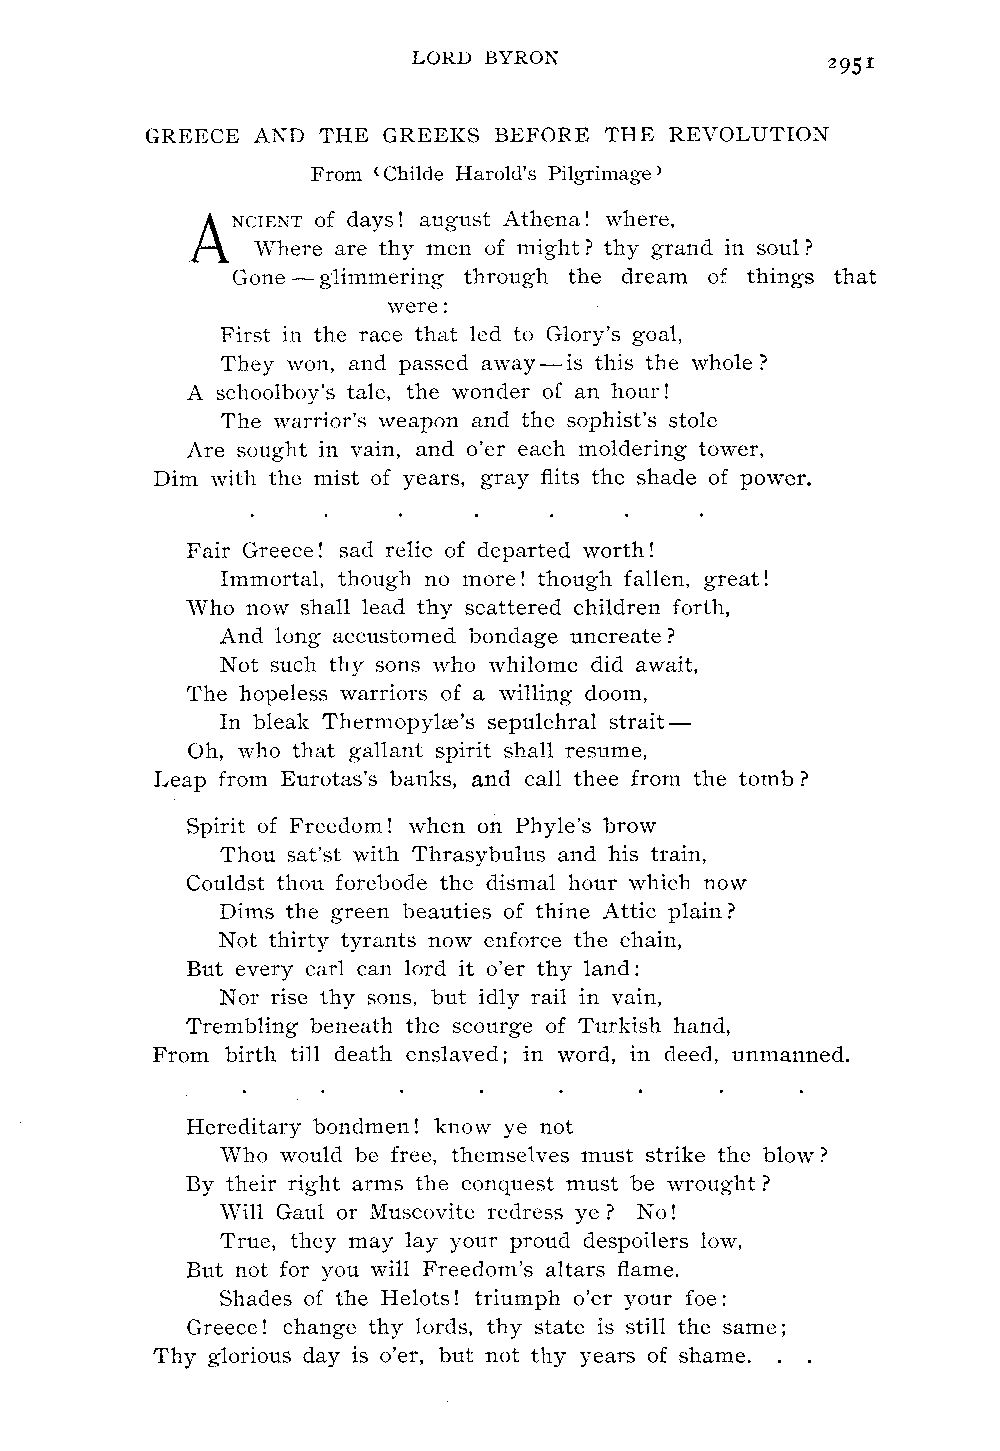 LORD BYRON 2951
GREECE AND THE GREEKS BEFORE THE REVOLUTION
From ‘Childe Harold's Pilgrimage’
ANCIENT of days! august Athena! where,
Where are thy men of might? thy grand in soul?
Gone — glimmering through the dream of things that
were:
First in the race that led to Glory's goal,
They won, and passed away — is this the whole?
A schoolboy's tale, the wonder of an hour!
The warrior's weapon and the sophist's stole
Are sought in vain, and o'er each moldering tower,
Dim with the mist of years, gray flits the shade of power.
. . . . . . .
Fair Greece! sad relic of departed worth!
Immortal, though no more! though fallen, great!
Who now shall lead thy scattered children forth,
And long accustomed bondage uncreate?
Not such thy sons who whilome did await,
The hopeless warriors of a willing doom,
In bleak Thermopylæ's sepulchral strait —
Oh, who that gallant spirit shall resume,
Leap from Eurotas's banks, and call thee from the tomb?
Spirit of Freedom! when on Phyle's brow
Thou sat'st with Thrasybulus and his train,
Couldst thou forebode the dismal hour which now
Dims the green beauties of thine Attic plain?
Not thirty tyrants now enforce the chain,
But every carl can lord it o'er thy land:
Nor rise thy sons, but idly rail in vain,
Trembling beneath the scourge of Turkish hand,
From birth till death enslaved; in word, in deed, unmanned.
. . . . . . . .
Hereditary bondmen! know ye not
Who would be free, themselves must strike the blow?
By their right arms the conquest must be wrought?
Will Gaul or Muscovite redress ye? No!
True, they may lay your proud despoilers low,
But not for you will Freedom's altars flame.
Shades of the Helots! triumph o'er your foe:
Greece! change thy lords, thy state is still the same;
Thy glorious day is o'er, but not thy years of shame. . .